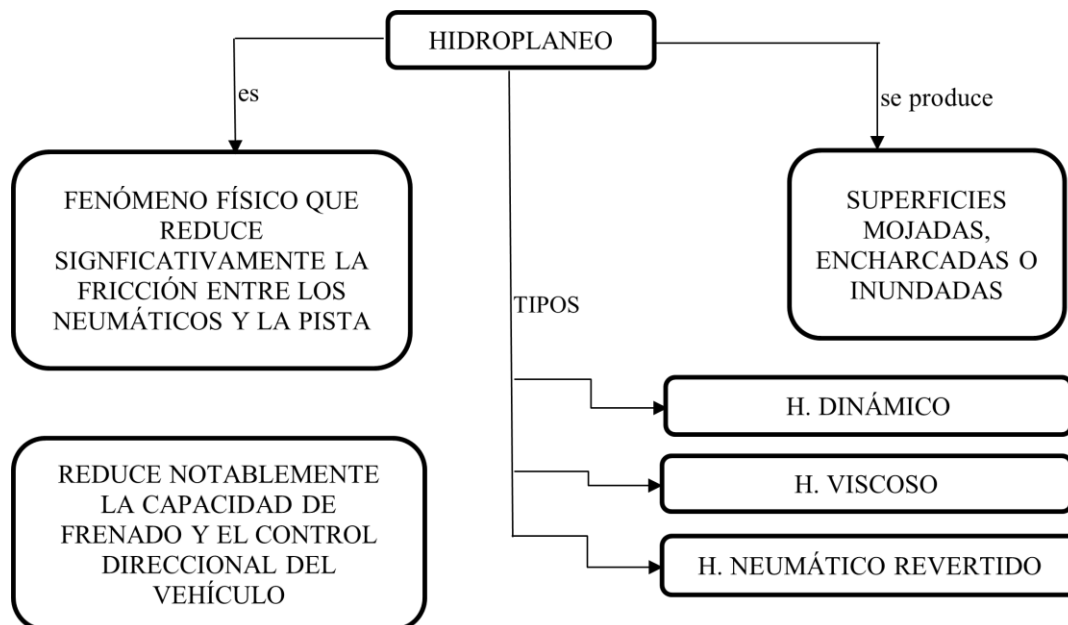 HIDROPLANEO
es
se produce
FENÓMENO FÍSICO QUE
REDUCE
SIGNFICATIVAMENTE LA
FRICCIÓN ENTRE LOS
NEUMÁTICOS Y LA PISTA
SUPERFICIES
MOJADAS,
ENCHARCADAS O
INUNDADAS
TIPOS
H. DINÁMICO
H. VISCOSO
H. NEUMÁTICO REVERTIDO
REDUCE NOTABLEMENTE
LA CAPACIDAD DE
FRENADO Y EL CONTROL
DIRECCIONAL DEL
VEHÍCULO